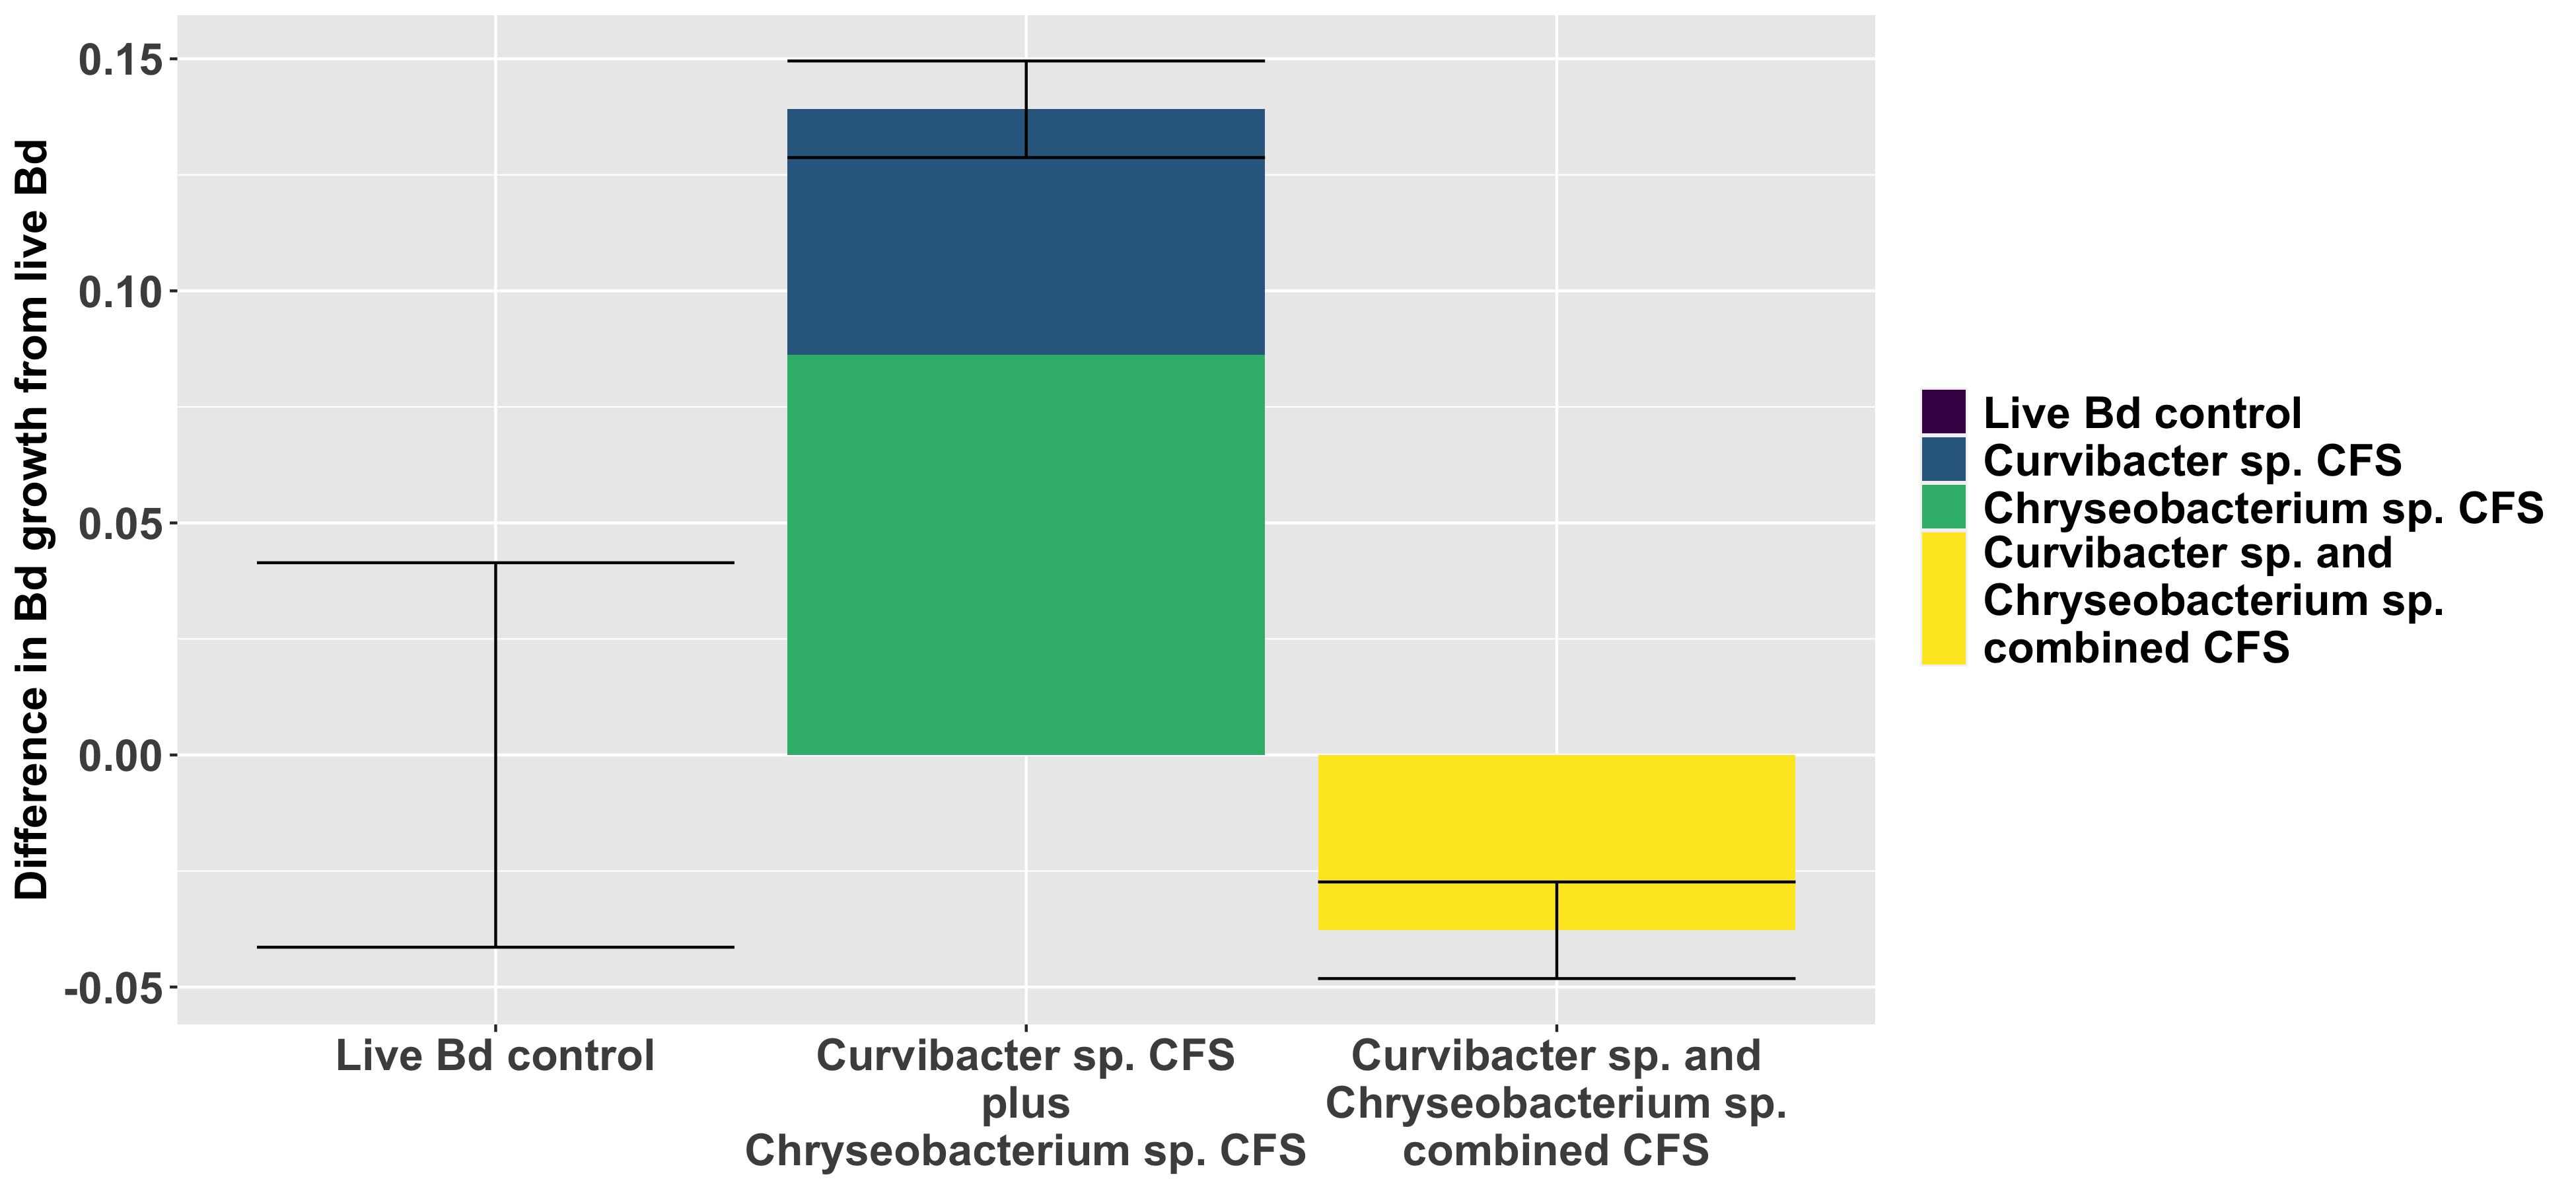 Difference in Bd growth from live Bd
0.15
0.10
0.05
0.00
-0.05
Live Bd control
Curvibacter sp. CFS
plus
Chryseobacterium sp. CFS
Curvibacter sp. and
Chryseobacterium sp.
combined CFS
Live Bd control
Curvibacter sp. CFS
Chryseobacterium sp. CFS
Curvibacter sp. and
Chryseobacterium sp.
combined CFS